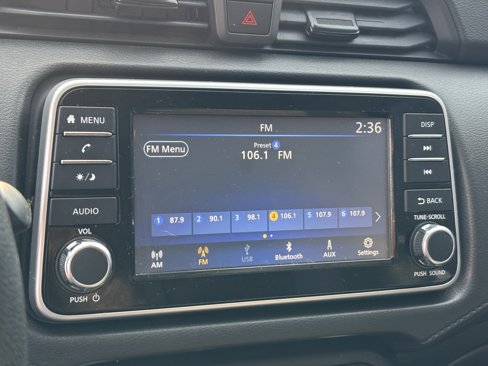 MENU
DISP
FM
2:36
FM Menu
Preset 4
106.1 FM
AUDIO
BACK
VOL
TUNE·SCROLL
1 87.9 2 90.1 3 98.1 4 106.1 5 107.9 6 107.9
AM FM USB Bluetooth AUX Settings
PUSH
PUSH SOUND